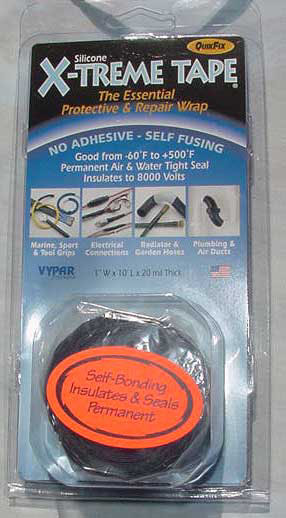 QUIKFIX
Silicone
X-TREME TAPE®
The Essential
Protective & Repair Wrap
NO ADHESIVE - SELF FUSING
Good from -60°F to +500°F
Permanent Air & Water Tight Seal
Insulates to 8000 Volts
Marine, Sport & Tool Grips
Electrical Connections
Radiator & Garden Hoses
Plumbing & Air Ducts
VYPAR
1" W x 10' L x 20 mil Thick
Self-Bonding
Insulates & Seals
Permanent